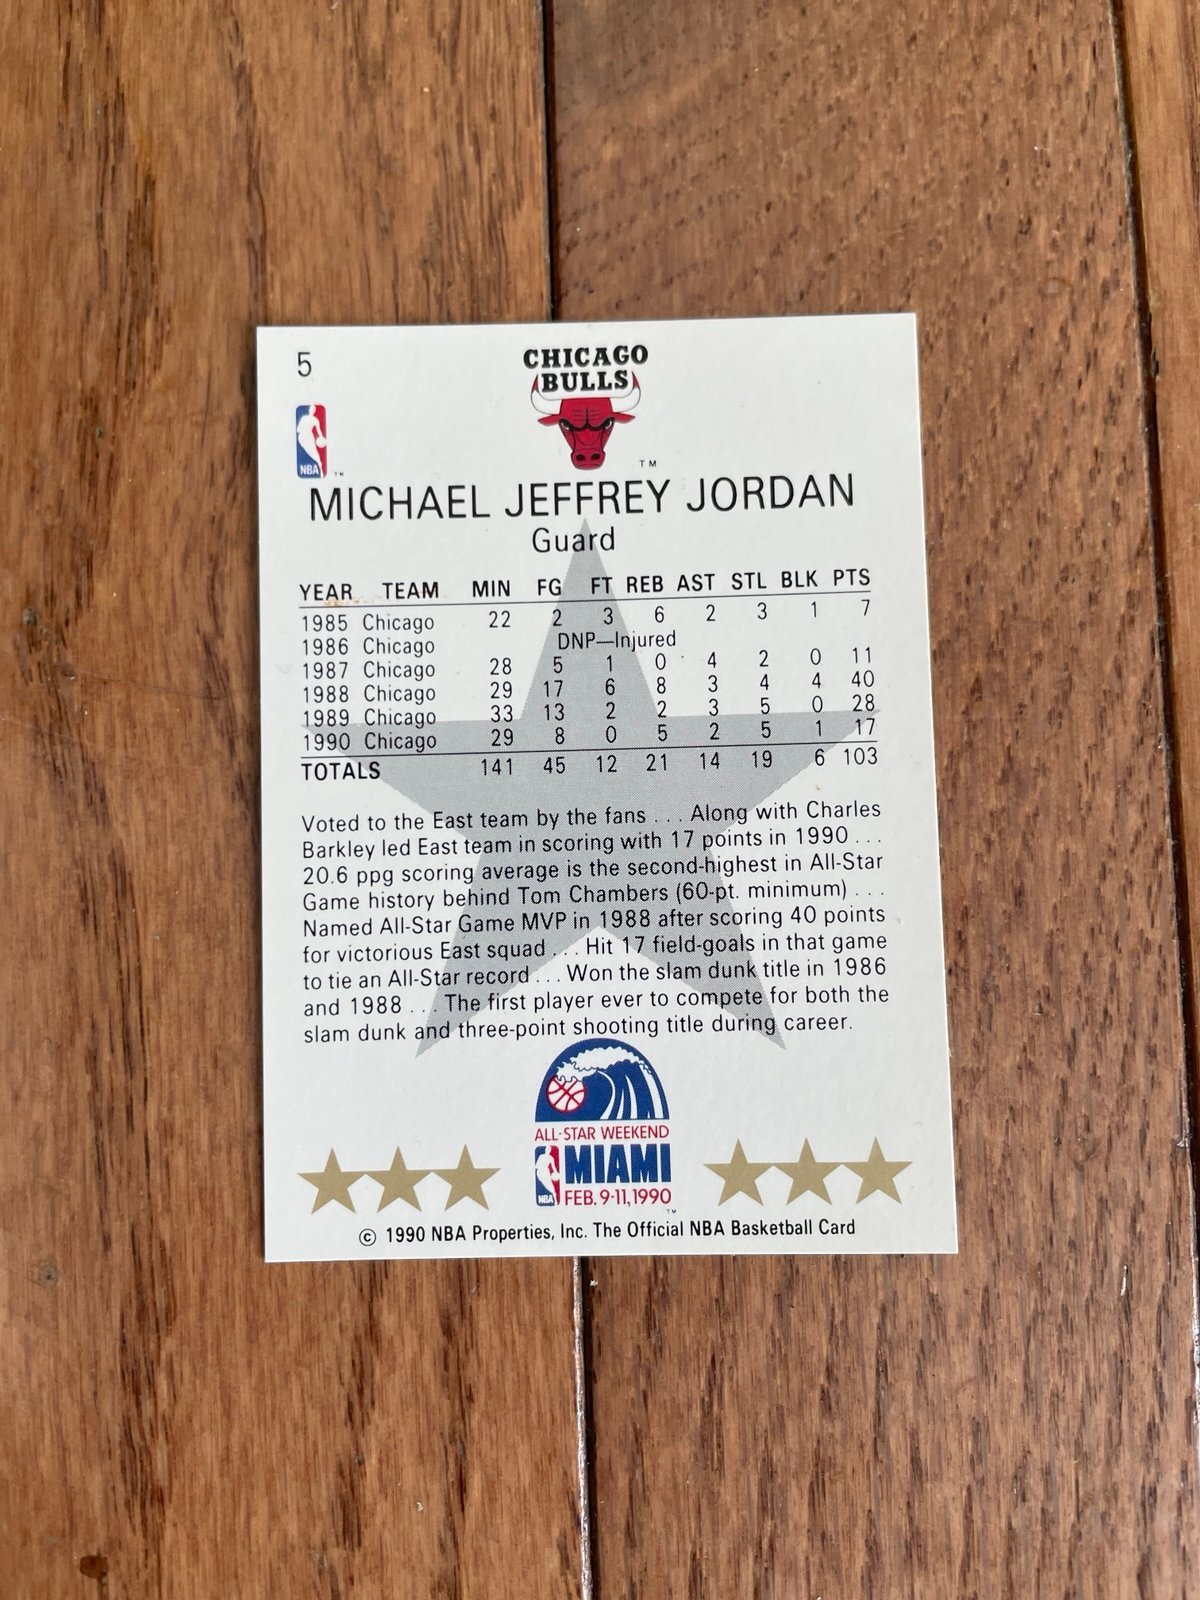 5
CHICAGO
BULLS
NBA
TM
TM
MICHAEL JEFFREY JORDAN
Guard
YEAR TEAM MIN FG FT REB AST STL BLK PTS
1985 Chicago 22 2 3 6 2 3 1 7
1986 Chicago DNP—Injured
1987 Chicago 28 5 1 0 4 2 0 11
1988 Chicago 29 17 6 8 3 4 4 40
1989 Chicago 33 13 2 2 3 5 0 28
1990 Chicago 29 8 0 5 2 5 1 17
TOTALS 141 45 12 21 14 19 6 103
Voted to the East team by the fans . . . Along with Charles
Barkley led East team in scoring with 17 points in 1990 . . .
20.6 ppg scoring average is the second-highest in All-Star
Game history behind Tom Chambers (60-pt. minimum) . . .
Named All-Star Game MVP in 1988 after scoring 40 points
for victorious East squad . . . Hit 17 field-goals in that game
to tie an All-Star record . . . Won the slam dunk title in 1986
and 1988 . . . The first player ever to compete for both the
slam dunk and three-point shooting title during career.
ALL-STAR WEEKEND
NBA MIAMI
FEB. 9-11, 1990
TM
© 1990 NBA Properties, Inc. The Official NBA Basketball Card